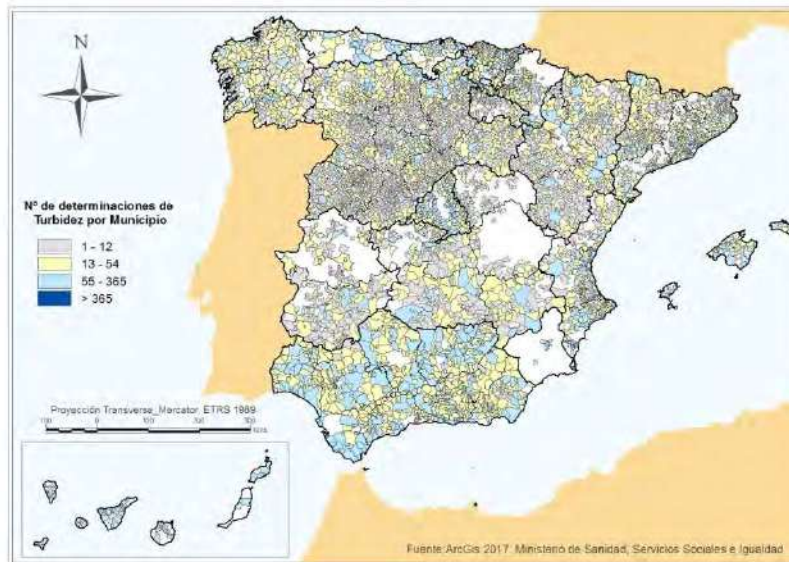 N
Nº de determinaciones de
Turbidez por Municipio
1 - 12
13 - 54
55 - 365
> 365
Proyección Transverse_Mercator. ETRS 1989
Fuente:ArcGis 2017. Ministerio de Sanidad, Servicios Sociales e Igualdad